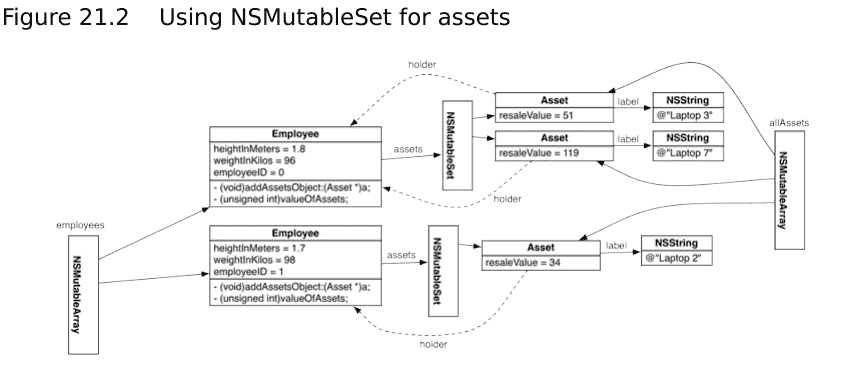 Figure 21.2 Using NSMutableSet for assets
holder
Asset
resaleValue = 51
label
NSString
@"Laptop 3"
allAssets
Employee
heightInMeters = 1.8
weightInKilos = 96
employeeID = 0
- (void)addAssetsObject:(Asset *)a;
- (unsigned int)valueOfAssets;
assets
NSMutableSet
Asset
resaleValue = 119
label
NSString
@"Laptop 7"
NSMutableArray
holder
employees
NSMutableArray
Employee
heightInMeters = 1.7
weightInKilos = 98
employeeID = 1
- (void)addAssetsObject:(Asset *)a;
- (unsigned int)valueOfAssets;
assets
NSMutableSet
Asset
resaleValue = 34
label
NSString
@"Laptop 2"
holder